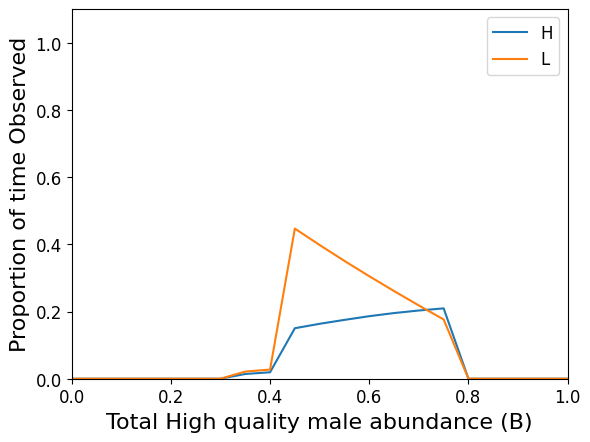 H
L
Proportion of time Observed
1.0
0.8
0.6
0.4
0.2
0.0
0.0 0.2 0.4 0.6 0.8 1.0
Total High quality male abundance (B)